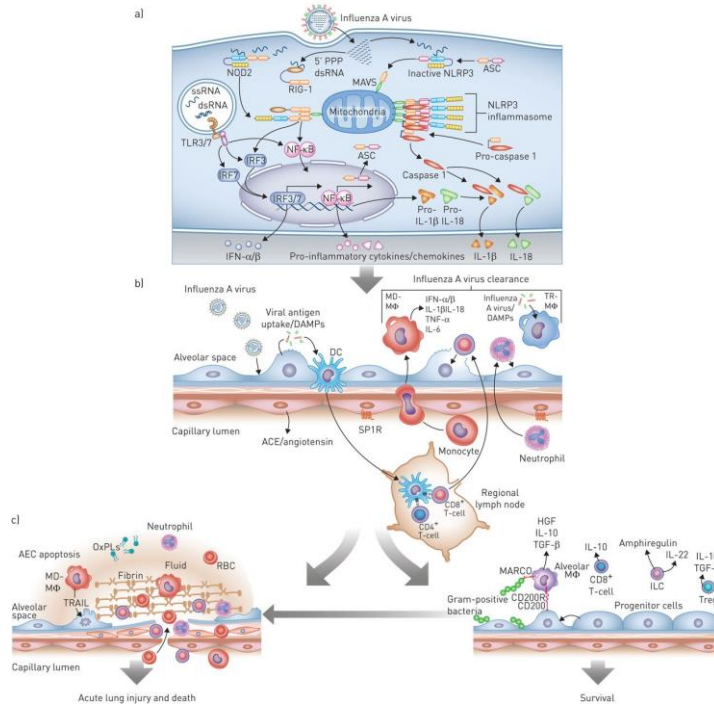 a)
Influenza A virus
NOD2
5´ PPP
dsRNA
RIG-1
MAVS
Inactive NLRP3
ASC
ssRNA
dsRNA
TLR3/7
Mitochondria
NLRP3
inflammasome
NF-κB
IRF3
IRF7
ASC
Pro-caspase 1
Caspase 1
IRF3/7
NF-κB
Pro-
IL-1β
Pro-
IL-18
IFN-α/β
Pro-inflammatory cytokines/chemokines
IL-1β
IL-18
b)
Influenza A virus clearance
Influenza A virus
Viral antigen
uptake/DAMPs
DC
MD-
MΦ
IFN-α/β
IL-1βIL-18
TNF-α
IL-6
Influenza
A virus/
DAMPs
TR-
MΦ
Alveolar space
Capillary lumen
ACE/angiotensin
SP1R
Monocyte
Neutrophil
CD8+
T-cell
CD4+
T-cell
Regional
lymph node
c)
AEC apoptosis
OxPLs
Neutrophil
RBC
MD-
MΦ
Fibrin
Fluid
TRAIL
Alveolar
space
Capillary lumen
Acute lung injury and death
HGF
IL-10
TGF-β
MARCO
Alveolar
MΦ
IL-10
CD8+
T-cell
Amphiregulin
IL-22
ILC
IL-1
TGF-
Treg
Gram-positive
bacteria
CD200R
CD200
Progenitor cells
Survival